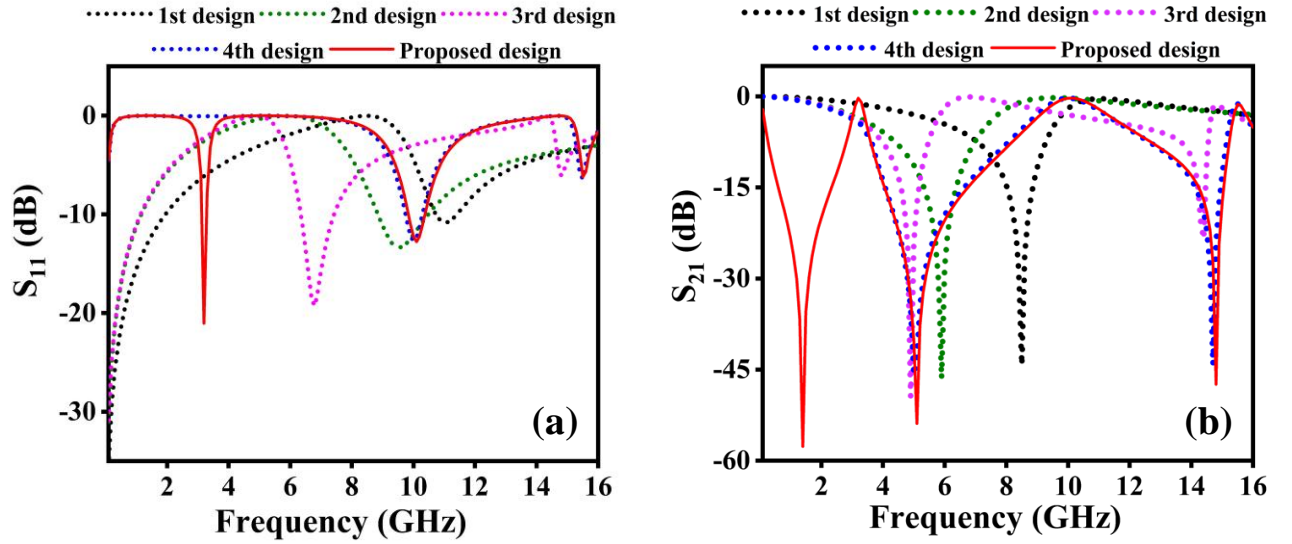 1st design 2nd design 3rd design
4th design Proposed design
0
-10
-20
-30
S11 (dB)
2 4 6 8 10 12 14 16
Frequency (GHz)
(a)
1st design 2nd design 3rd design
4th design Proposed design
0
-15
-30
-45
-60
S21 (dB)
2 4 6 8 10 12 14 16
Frequency (GHz)
(b)